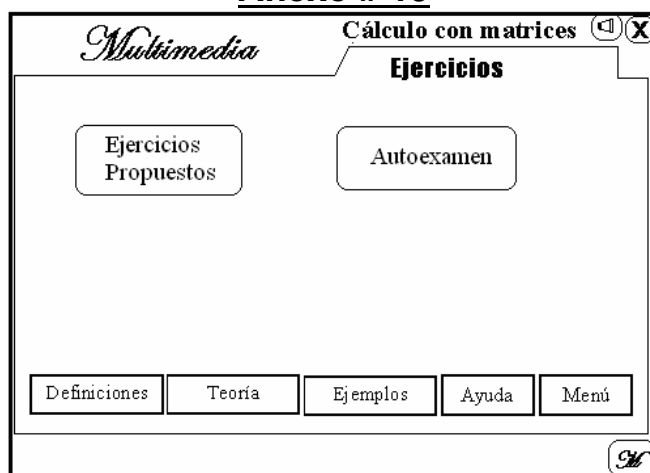 Multimedia
Cálculo con matrices
X
Ejercicios
Ejercicios
Propuestos
Autoexamen
Definiciones
Teoría
Ejemplos
Ayuda
Menú
M